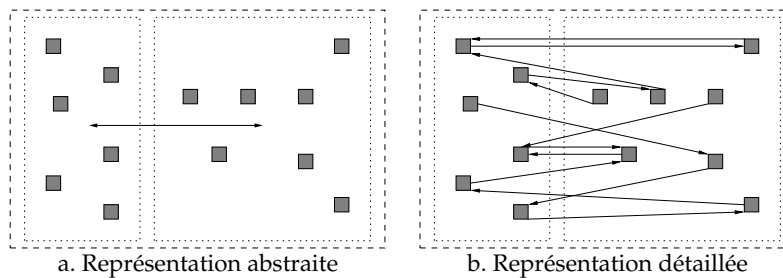 a. Représentation abstraite
b. Représentation détaillée